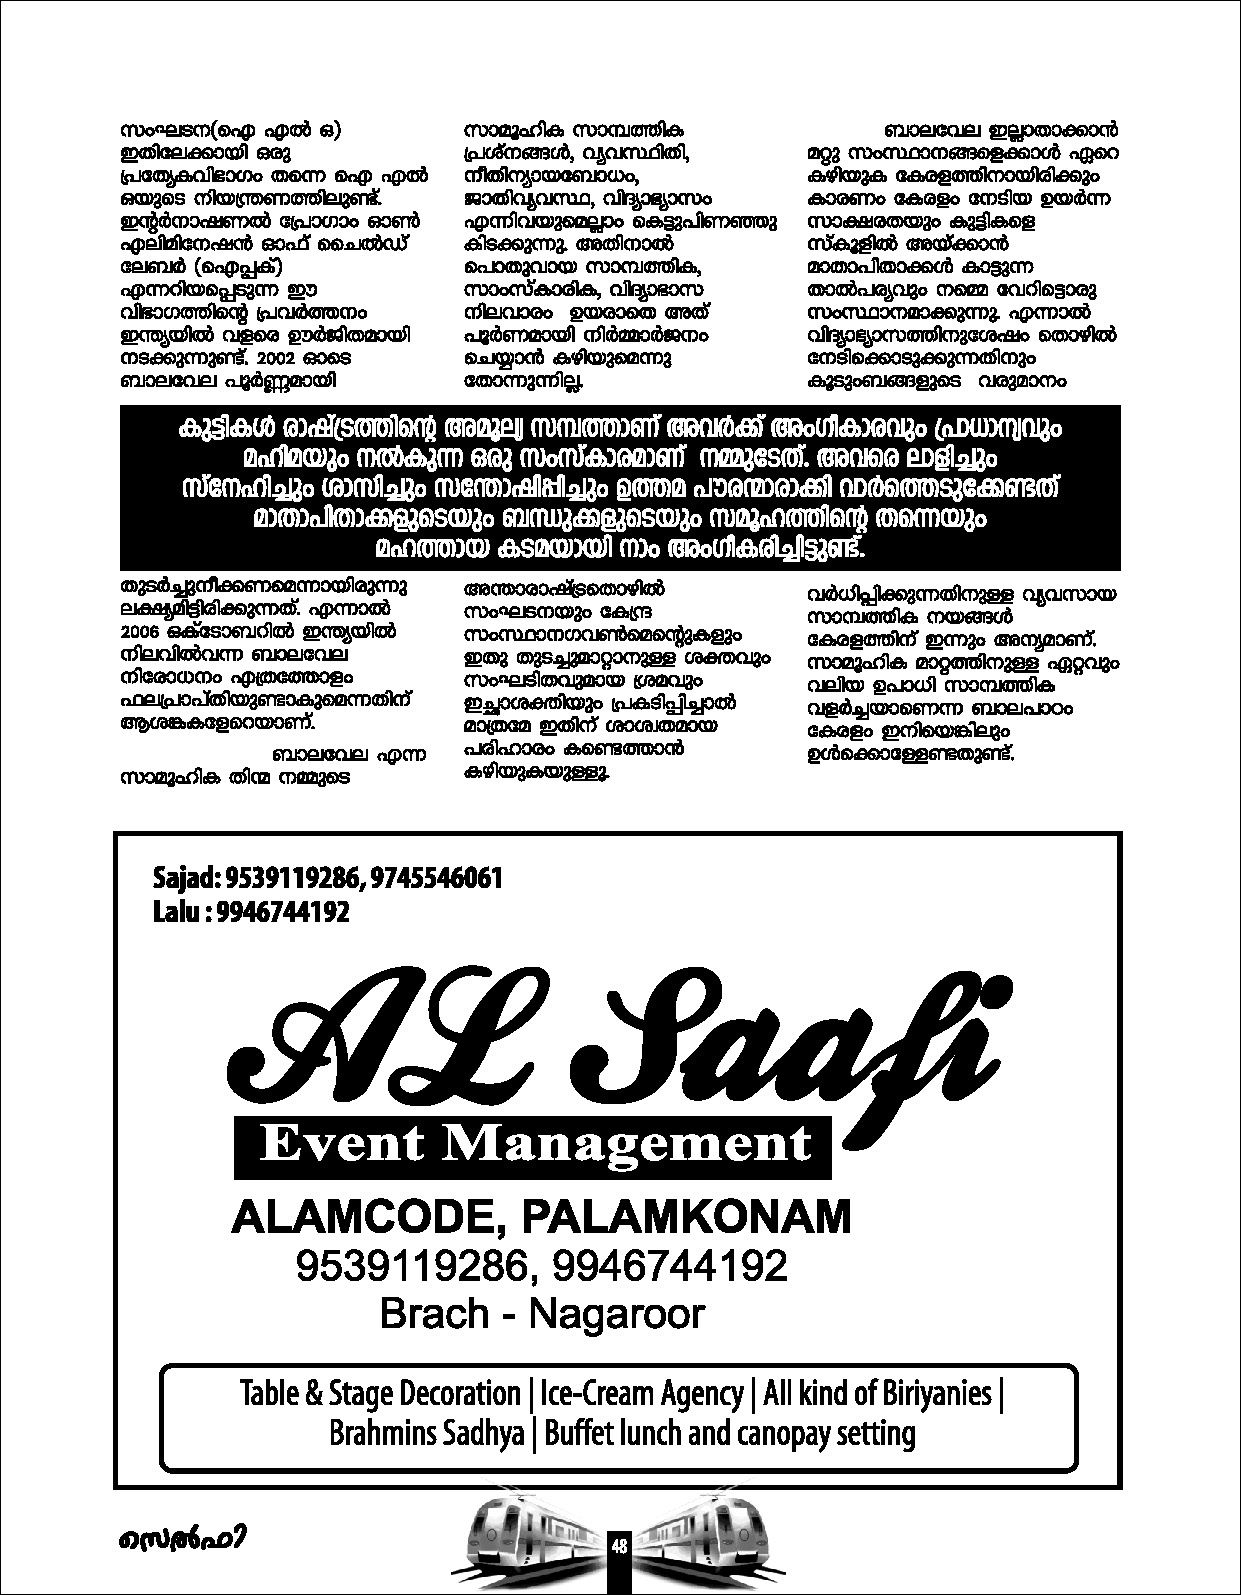 സംഘടന(ഐ എൽ ഒ)
ഇതിലേക്കായി ഒരു
പ്രത്യേകവിഭാഗം തന്നെ ഐ എൽ
ഒയുടെ നിയന്ത്രണത്തിലുണ്ട്.
ഇന്റർനാഷണൽ പ്രോഗാം ഓൺ
എലിമിനേഷൻ ഓഫ് ചൈൽഡ്
ലേബർ (ഐപ്പക്)
എന്നറിയപ്പെടുന്ന ഈ
വിഭാഗത്തിന്റെ പ്രവർത്തനം
ഇന്ത്യയിൽ വളരെ ഊർജിതമായി
നടക്കുന്നുണ്ട്. 2002 ഓടെ
ബാലവേല പൂർണ്ണമായി
തുടർച്ചുനീക്കണമെന്നായിരുന്നു
ലക്ഷ്യമിട്ടിരിക്കുന്നത്. എന്നാൽ
2006 ഒക്ടോബറിൽ ഇന്ത്യയിൽ
നിലവിൽവന്ന ബാലവേല
നിരോധനം എത്രത്തോളം
ഫലപ്രാപ്തിയുണ്ടാകുമെന്നതിന്
ആശങ്കകളേറെയാണ്.
ബാലവേല എന്ന
സാമൂഹിക തിന്മ നമ്മുടെ
സാമൂഹിക സാമ്പത്തിക
പ്രശ്നങ്ങൾ, വ്യവസ്ഥിതി,
നീതിന്യായബോധം,
ജാതിവ്യവസ്ഥ, വിദ്യാഭ്യാസം
എന്നിവയുമെല്ലാം കെട്ടുപിണഞ്ഞു
കിടക്കുന്നു. അതിനാൽ
പൊതുവായ സാമ്പത്തിക,
സാംസ്കാരിക, വിദ്യാഭാസ
നിലവാരം ഉയരാതെ അത്
പൂർണമായി നിർമ്മാർജനം
ചെയ്യാൻ കഴിയുമെന്നു
തോന്നുന്നില്ല.
അന്താരാഷ്ട്രതൊഴിൽ
സംഘടനയും കേന്ദ്ര
സംസ്ഥാനഗവൺമെന്റുകളും
ഇതു തുടച്ചുമാറ്റാനുള്ള ശക്തവും
സംഘടിതവുമായ ശ്രമവും
ഇച്ഛാശക്തിയും പ്രകടിപ്പിച്ചാൽ
മാത്രമേ ഇതിന് ശാശ്വതമായ
പരിഹാരം കണ്ടെത്താൻ
കഴിയുകയുള്ളൂ.
ബാലവേല ഇല്ലാതാക്കാൻ
മറ്റു സംസ്ഥാനങ്ങളെക്കാൾ ഏറെ
കഴിയുക കേരളത്തിനായിരിക്കും
കാരണം കേരളം നേടിയ ഉയർന്ന
സാക്ഷരതയും കുട്ടികളെ
സ്കൂളിൽ അയ്ക്കാൻ
മാതാപിതാക്കൾ കാട്ടുന്ന
താൽപര്യവും നമ്മെ വേറിട്ടൊരു
സംസ്ഥാനമാക്കുന്നു. എന്നാൽ
വിദ്യാഭ്യാസത്തിനുശേഷം തൊഴിൽ
നേടിക്കൊടുക്കുന്നതിനും
കൂടുംബങ്ങളുടെ വരുമാനം
വർധിപ്പിക്കുന്നതിനുള്ള വ്യവസായ
സാമ്പത്തിക നയങ്ങൾ
കേരളത്തിന് ഇന്നും അന്യമാണ്.
സാമൂഹിക മാറ്റത്തിനുള്ള ഏറ്റവും
വലിയ ഉപാധി സാമ്പത്തിക
വളർച്ചയാണെന്ന ബാലപാഠം
കേരളം ഇനിയെങ്കിലും
ഉൾക്കൊള്ളേണ്ടതുണ്ട്.
കുട്ടികൾ രാഷ്ട്രത്തിന്റെ അമൂല്യ സമ്പത്താണ് അവർക്ക് അംഗീകാരവും പ്രാധാന്യവും
മഹിമയും നൽകുന്ന ഒരു സംസ്കാരമാണ് നമ്മുടേത്. അവരെ ലാളിച്ചും
സ്നേഹിച്ചും ശാസിച്ചും സന്തോഷിപ്പിച്ചും ഉത്തമ പൗരന്മാരാക്കി വാർത്തെടുക്കേണ്ടത്
മാതാപിതാക്കളുടെയും ബന്ധുക്കളുടെയും സമൂഹത്തിന്റെ തന്നെയും
മഹത്തായ കടമയായി നാം അംഗീകരിച്ചിട്ടുണ്ട്.
Sajad: 9539119286, 9745546061
Lalu : 9946744192
AL Saafi
Event Management
ALAMCODE, PALAMKONAM
9539119286, 9946744192
Brach - Nagaroor
Table & Stage Decoration | Ice-Cream Agency | All kind of Biriyanies |
Brahmins Sadhya | Buffet lunch and canopay setting
സെൽഫി
48